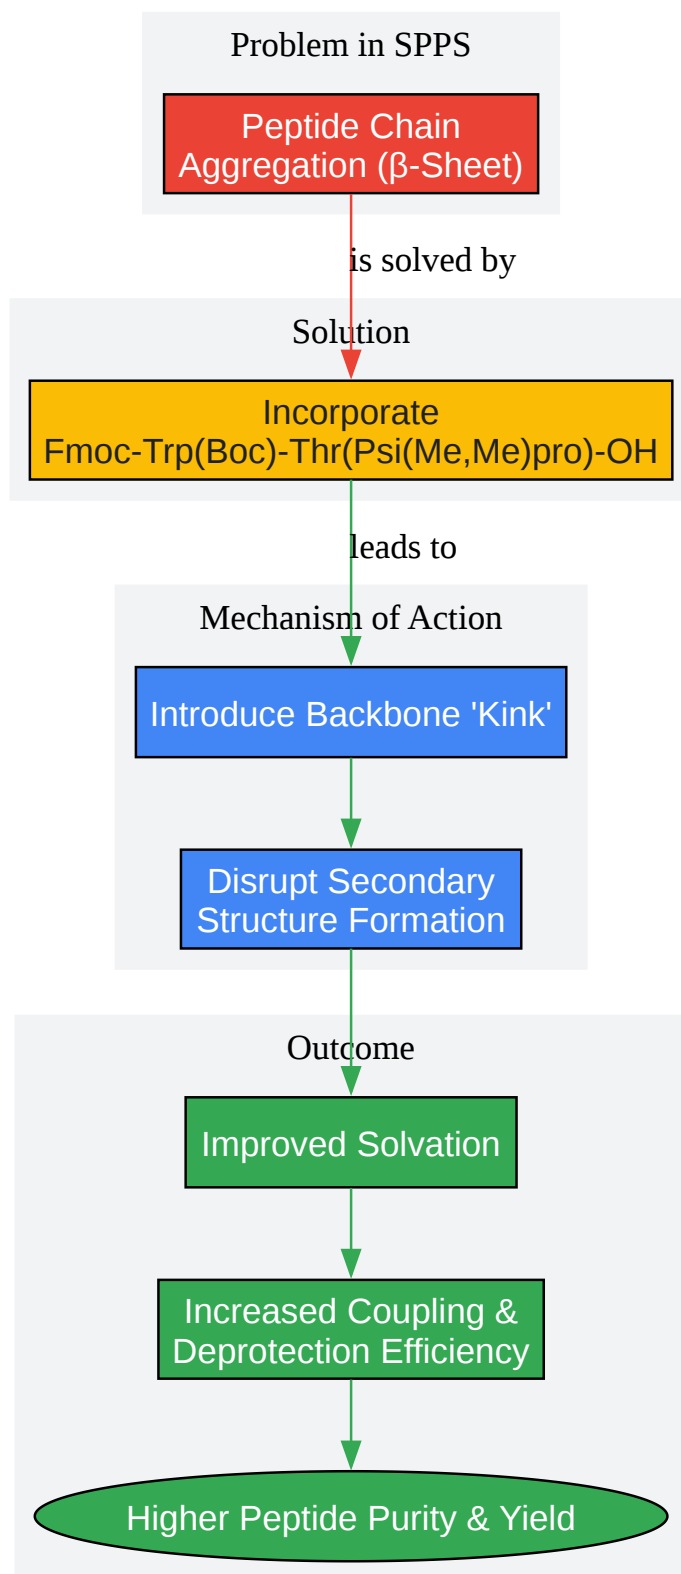 Problem in SPPS
Peptide Chain
Aggregation (β-Sheet)
is solved by
Solution
Incorporate
Fmoc-Trp(Boc)-Thr(Psi(Me,Me)pro)-OH
leads to
Mechanism of Action
Introduce Backbone 'Kink'
Disrupt Secondary
Structure Formation
Outcome
Improved Solvation
Increased Coupling &
Deprotection Efficiency
Higher Peptide Purity & Yield